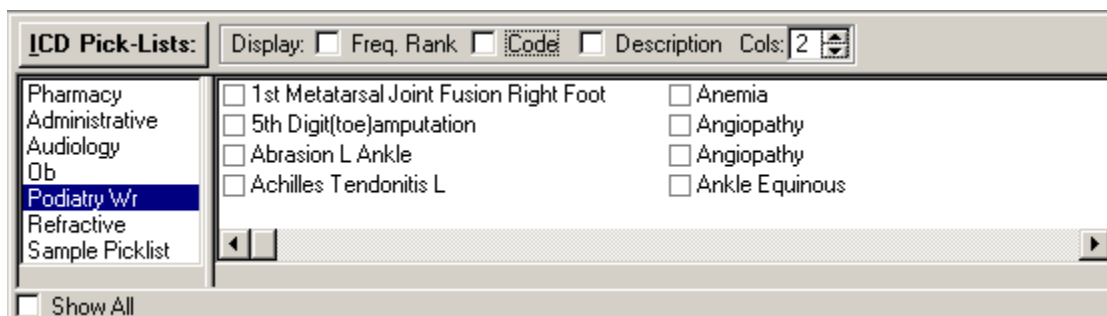 ICD Pick-Lists: Display: Freq. Rank Code Description Cols: 2
Pharmacy
Administrative
Audiology
Ob
Podiatry Wr
Refractive
Sample Picklist
1st Metatarsal Joint Fusion Right Foot
5th Digit(toe)amputation
Abrasion L Ankle
Achilles Tendonitis L
Anemia
Angiopathy
Angiopathy
Ankle Equinous
Show All